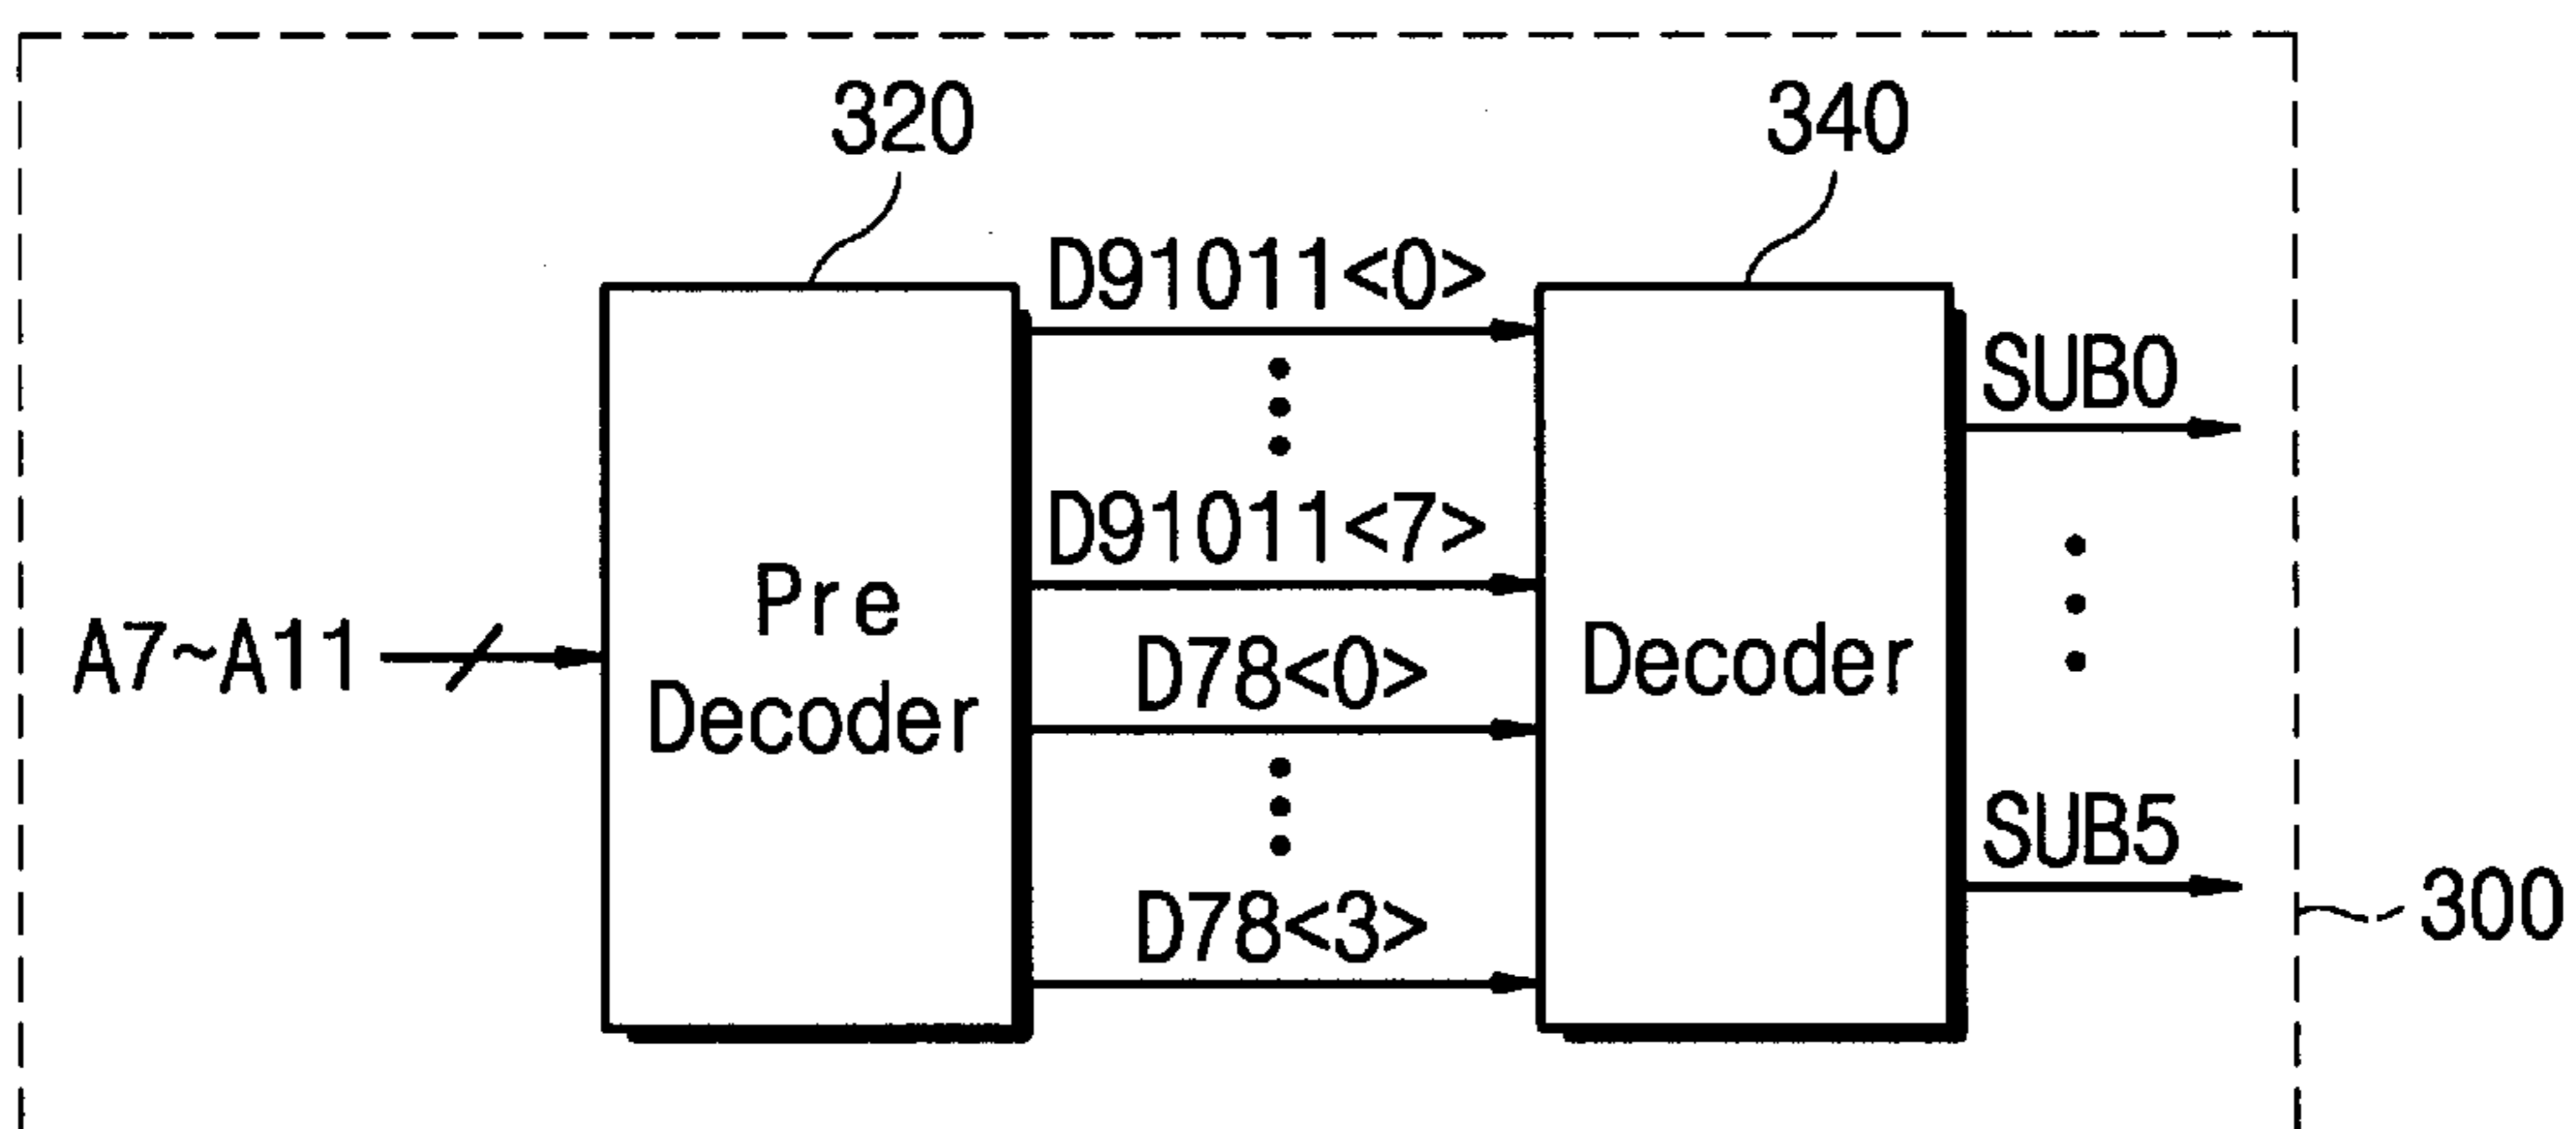 320
340
D91011<0>
SUB0
D91011<7>
Pre
Decoder
A7~A11
D78<0>
Decoder
SUB5
D78<3>
300